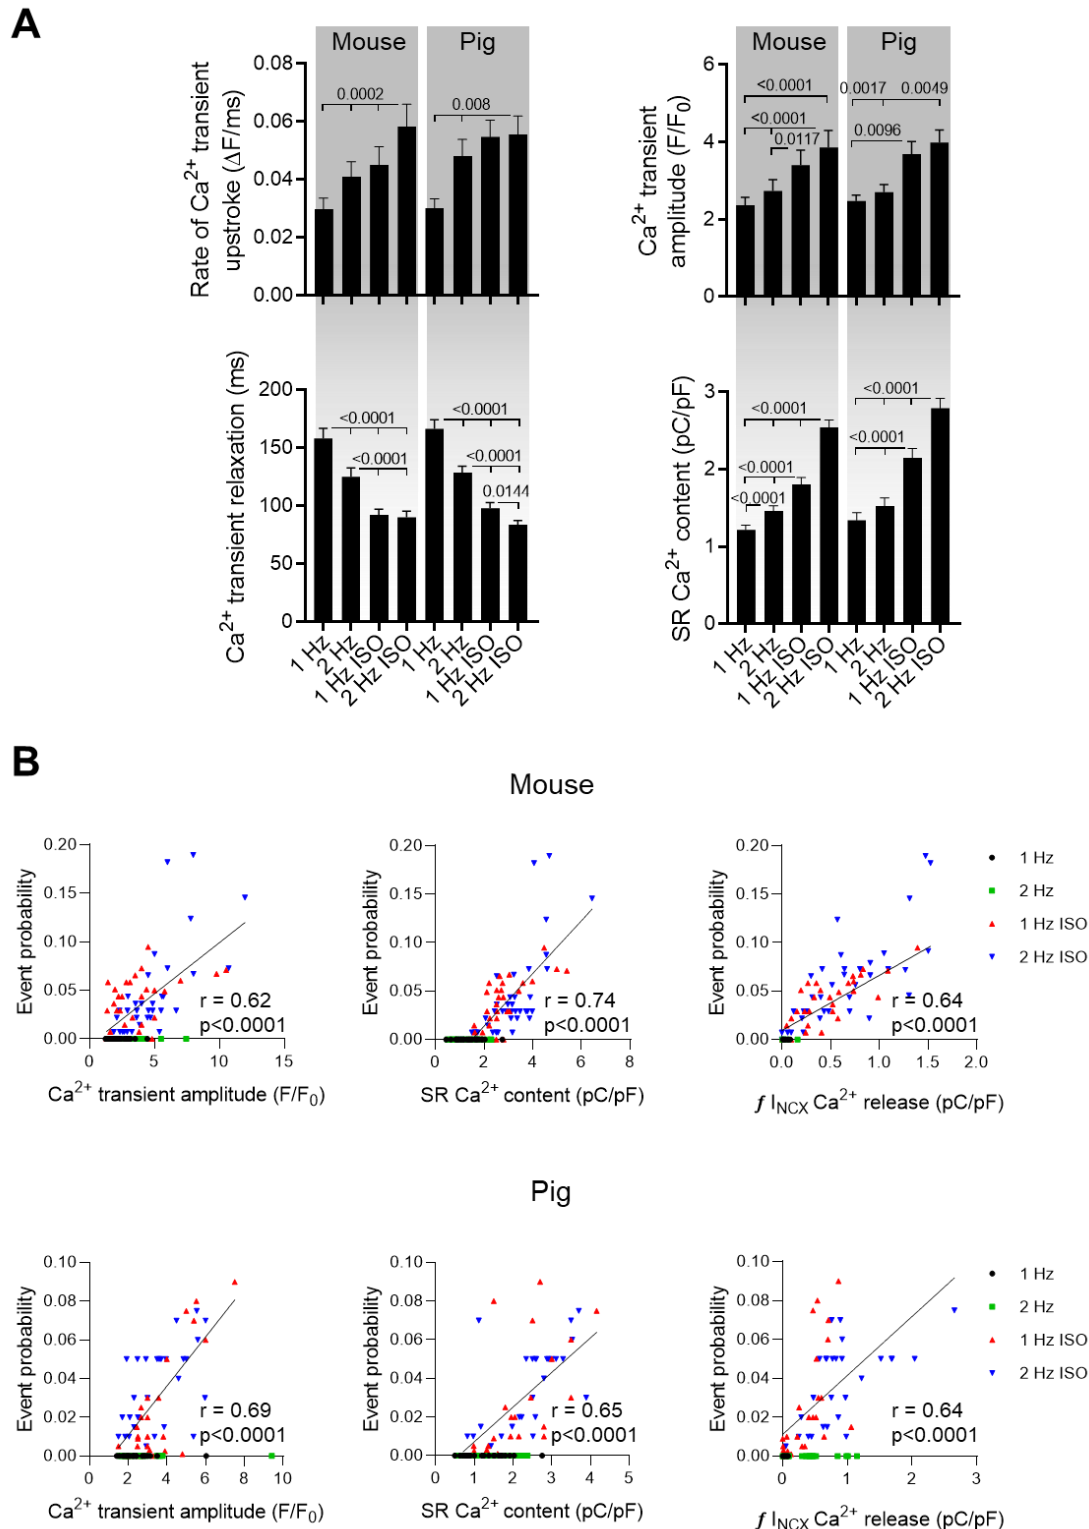 A
Mouse
Pig
Rate of Ca2+ transient
upstroke (ΔF/ms)
0.08
0.06
0.04
0.02
0.00
0.0002
0.008
Mouse
Pig
Ca2+ transient
amplitude (F/F0)
6
4
2
0
<0.0001
<0.0001
0.0117
0.0017
0.0049
0.0096
Ca2+ transient relaxation (ms)
200
150
100
50
0
<0.0001
<0.0001
<0.0001
<0.0001
0.0144
1 Hz
2 Hz
1 Hz ISO
2 Hz ISO
1 Hz
2 Hz
1 Hz ISO
2 Hz ISO
SR Ca2+ content (pC/pF)
3
2
1
0
<0.0001
<0.0001
<0.0001
<0.0001
<0.0001
1 Hz
2 Hz
1 Hz ISO
2 Hz ISO
1 Hz
2 Hz
1 Hz ISO
2 Hz ISO
B
Mouse
Event probability
0.20
0.15
0.10
0.05
0.00
r = 0.62
p<0.0001
0 5 10 15
Ca2+ transient amplitude (F/F0)
Event probability
0.20
0.15
0.10
0.05
0.00
r = 0.74
p<0.0001
0 2 4 6 8
SR Ca2+ content (pC/pF)
Event probability
0.20
0.15
0.10
0.05
0.00
r = 0.64
p<0.0001
0.0 0.5 1.0 1.5 2.0
ƒ INCX Ca2+ release (pC/pF)
1 Hz
2 Hz
1 Hz ISO
2 Hz ISO
Pig
Event probability
0.10
0.08
0.06
0.04
0.02
0.00
r = 0.69
p<0.0001
0 2 4 6 8 10
Ca2+ transient amplitude (F/F0)
Event probability
0.10
0.08
0.06
0.04
0.02
0.00
r = 0.65
p<0.0001
0 1 2 3 4 5
SR Ca2+ content (pC/pF)
Event probability
0.10
0.08
0.06
0.04
0.02
0.00
r = 0.64
p<0.0001
0 1 2 3
ƒ INCX Ca2+ release (pC/pF)
1 Hz
2 Hz
1 Hz ISO
2 Hz ISO